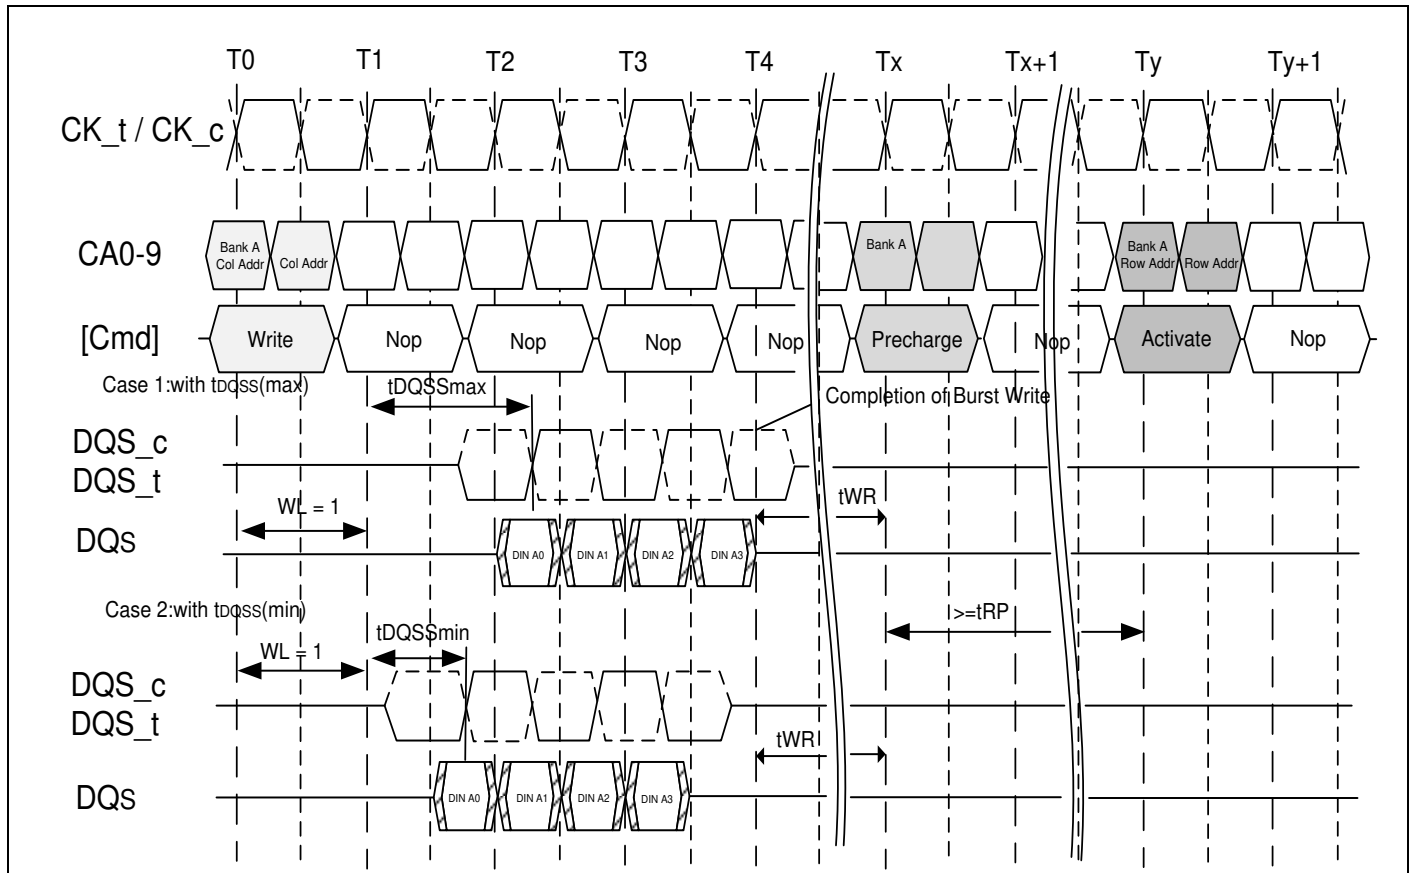 T0 T1 T2 T3 T4 Tx Tx+1 Ty Ty+1
CK_t / CK_c
CA0-9
Bank A
Col Addr
Col Addr
Bank A
Bank A
Row Addr
Row Addr
[Cmd]
Write Nop Nop Nop Nop Precharge Nop Activate Nop
Case 1:with tDQSS(max)
tDQSSmax
Completion of Burst Write
DQS_c
DQS_t
WL = 1
tWR
DQs
DIN A0 DIN A1 DIN A2 DIN A3
Case 2:with tDQSS(min)
>=tRP
tDQSSmin
WL = 1
DQS_c
DQS_t
tWR
DQs
DIN A0 DIN A1 DIN A2 DIN A3